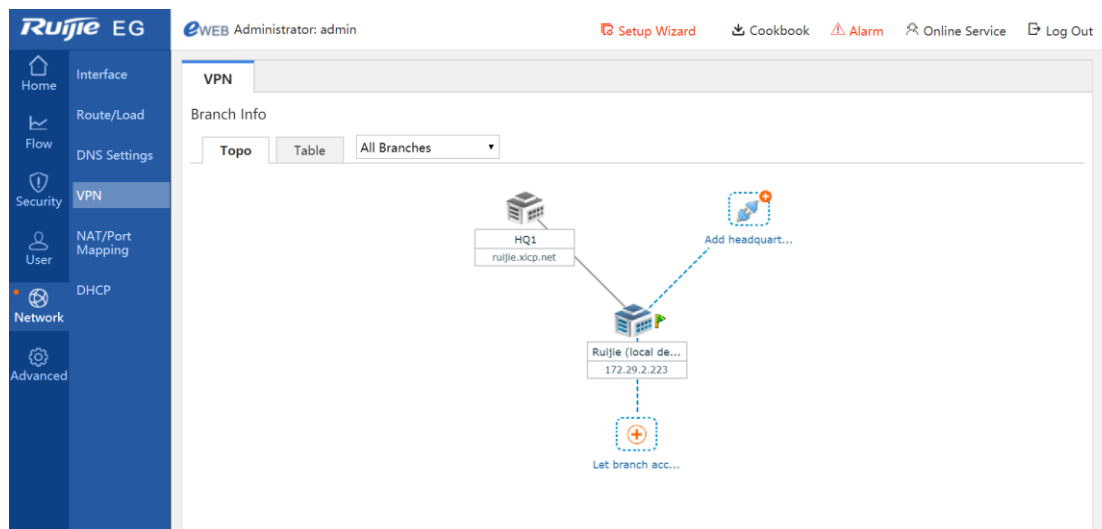 Ruijie EG
eWEB Administrator: admin
Setup Wizard
Cookbook
Alarm
Online Service
Log Out
Home
Flow
Security
User
Network
Advanced
Interface
Route/Load
DNS Settings
VPN
NAT/Port
Mapping
DHCP
VPN
Branch Info
Topo
Table
All Branches
HQ1
ruijie.xicp.net
Add headquart...
Ruijie (local de...
172.29.2.223
Let branch acc...